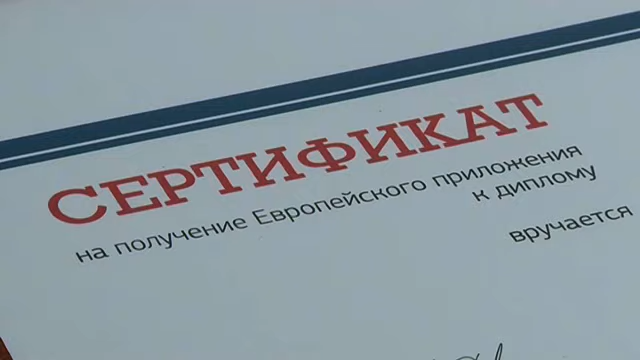 СЕРТИФИКАТ
на получение Европейского приложения
к диплому
вручается